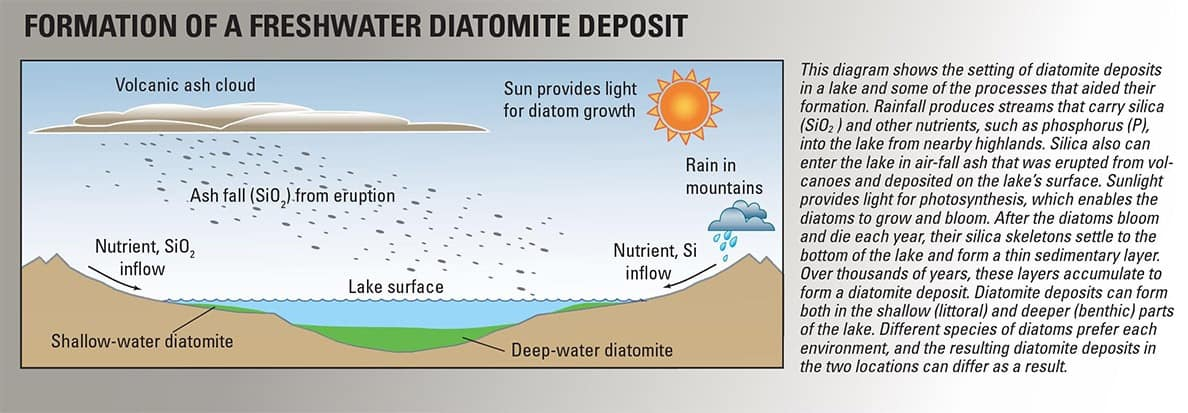 FORMATION OF A FRESHWATER DIATOMITE DEPOSIT
Volcanic ash cloud
Sun provides light
for diatom growth
Rain in
mountains
Ash fall (SiO₂) from eruption
Nutrient, SiO₂
inflow
Nutrient, Si
inflow
Lake surface
Shallow-water diatomite
Deep-water diatomite
This diagram shows the setting of diatomite deposits
in a lake and some of the processes that aided their
formation. Rainfall produces streams that carry silica
(SiO₂ ) and other nutrients, such as phosphorus (P),
into the lake from nearby highlands. Silica also can
enter the lake in air-fall ash that was erupted from vol-
canoes and deposited on the lake's surface. Sunlight
provides light for photosynthesis, which enables the
diatoms to grow and bloom. After the diatoms bloom
and die each year, their silica skeletons settle to the
bottom of the lake and form a thin sedimentary layer.
Over thousands of years, these layers accumulate to
form a diatomite deposit. Diatomite deposits can form
both in the shallow (littoral) and deeper (benthic) parts
of the lake. Different species of diatoms prefer each
environment, and the resulting diatomite deposits in
the two locations can differ as a result.